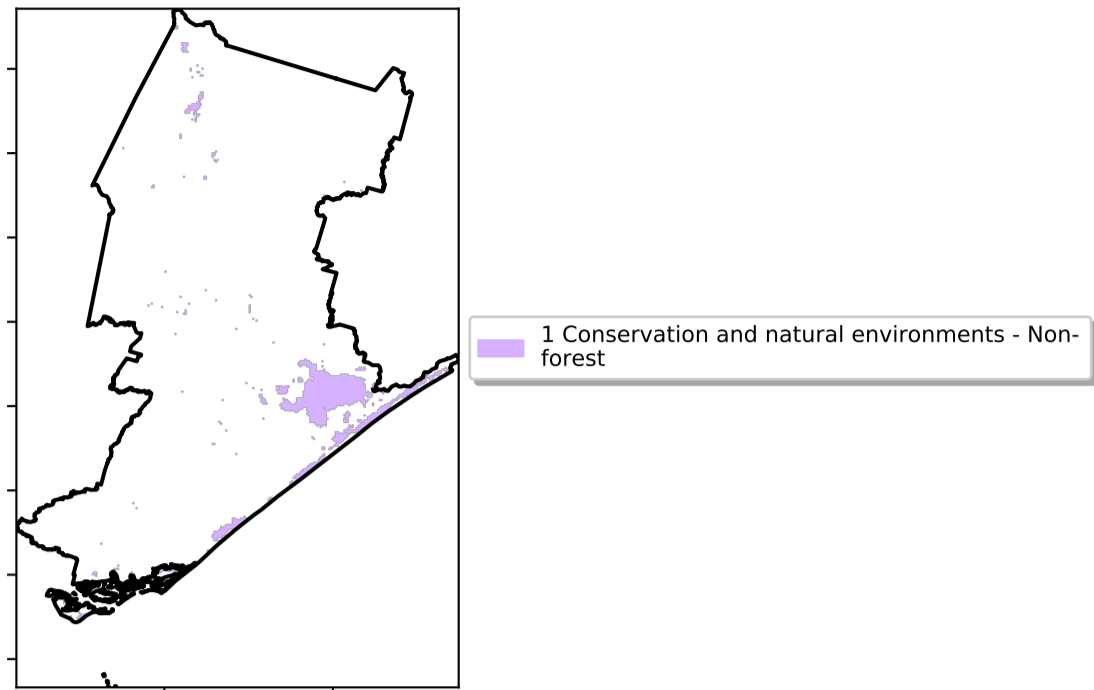 1 Conservation and natural environments - Non-
forest